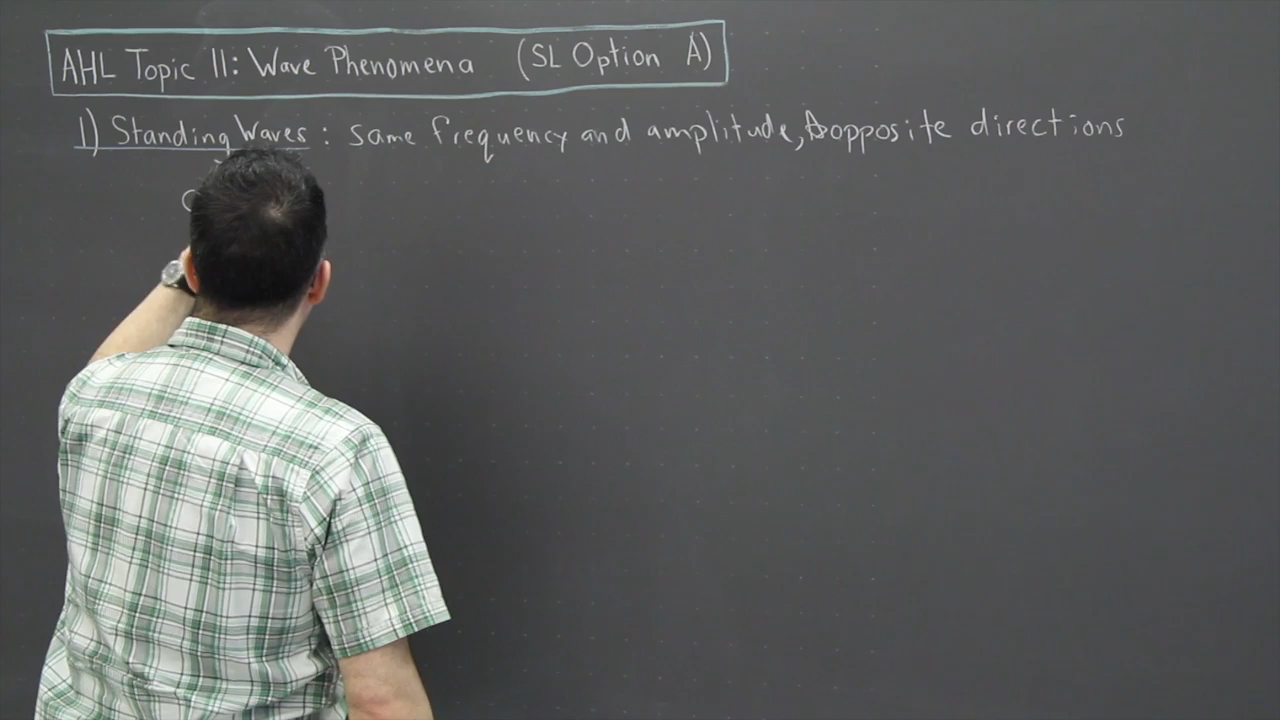 AHL Topic 11: Wave Phenomena (SL Option A)
1) Standing Waves: same frequency and amplitude, opposite directions